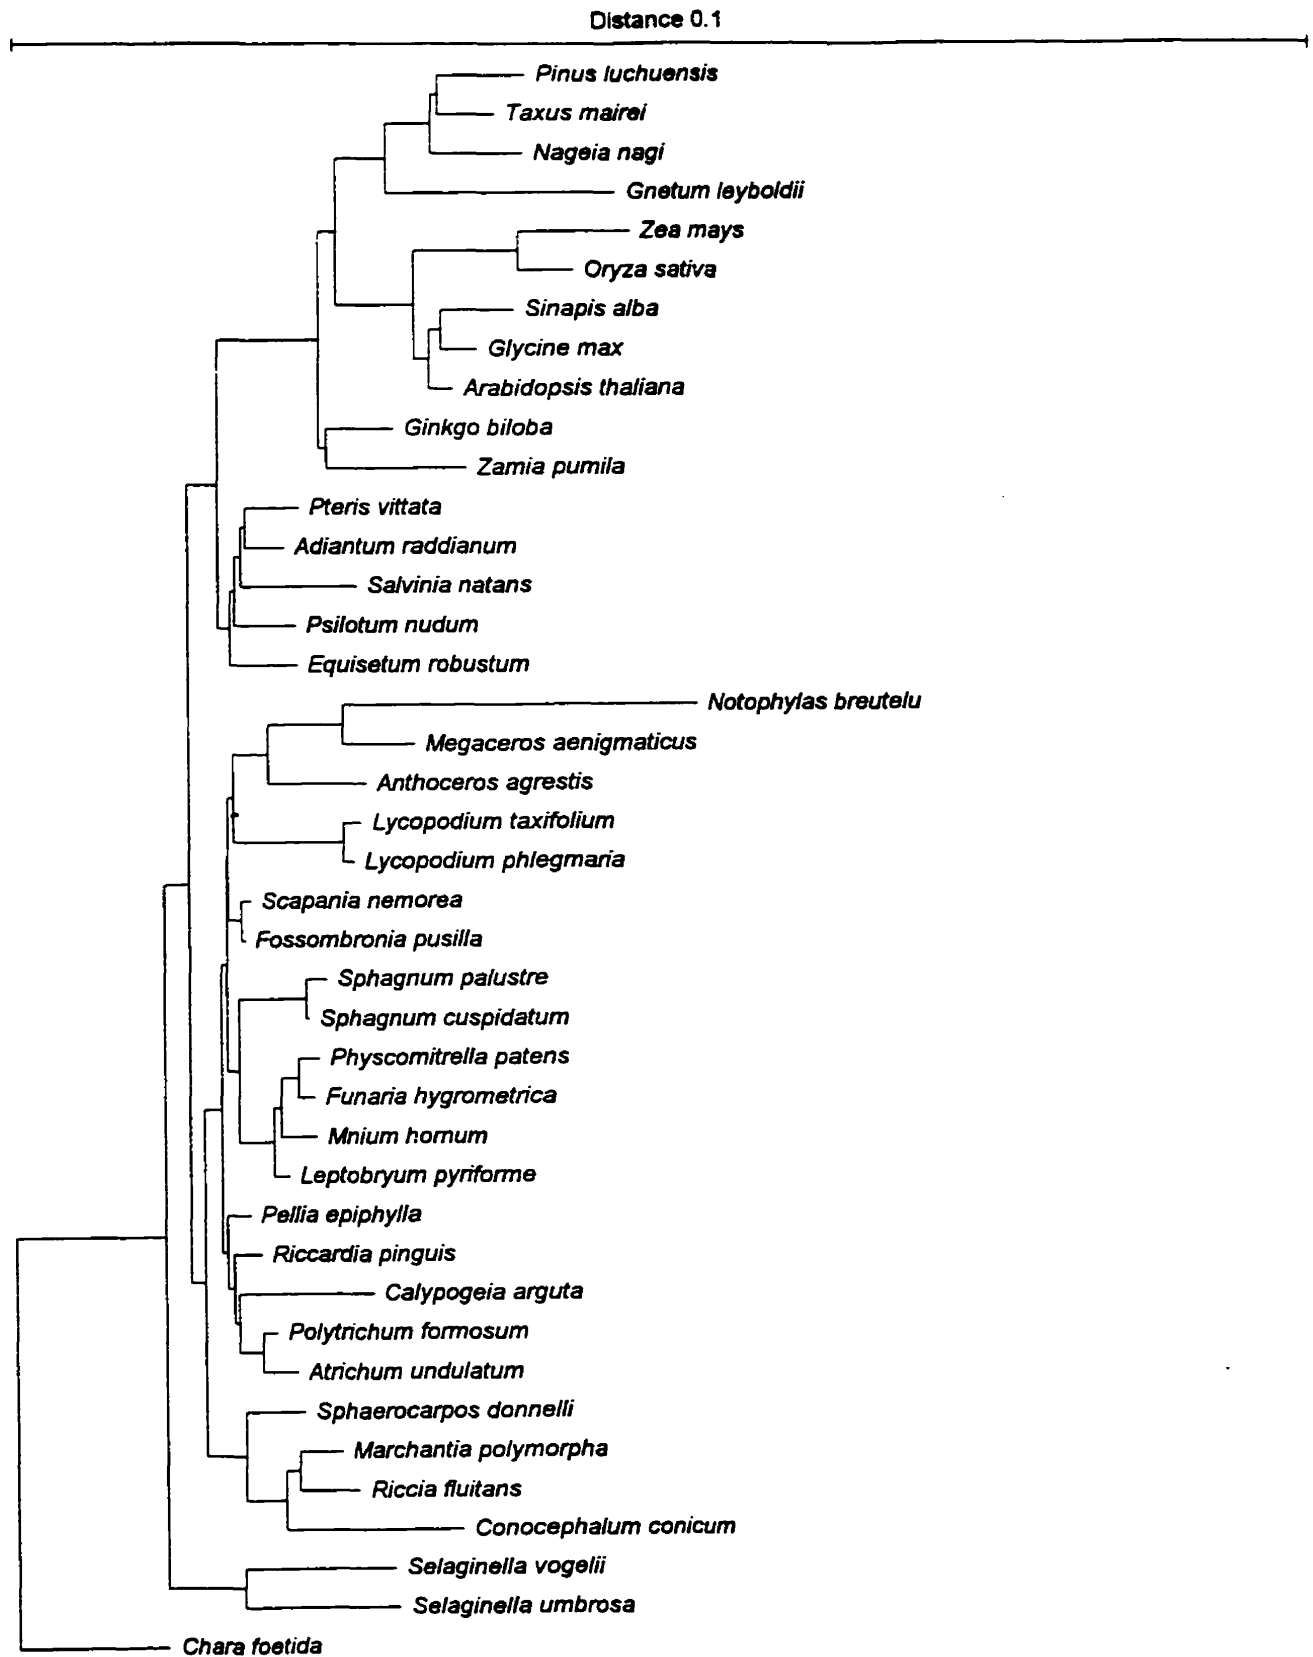 Distance 0.1
Pinus luchuensis
Taxus mairei
Nageia nagi
Gnetum leyboldii
Zea mays
Oryza sativa
Sinapis alba
Glycine max
Arabidopsis thaliana
Ginkgo biloba
Zamia pumila
Pteris vittata
Adiantum raddianum
Salvinia natans
Psilotum nudum
Equisetum robustum
Notophylas breutelu
Megaceros aenigmaticus
Anthoceros agrestis
Lycopodium taxifolium
Lycopodium phlegmaria
Scapania nemorea
Fossombronia pusilla
Sphagnum palustre
Sphagnum cuspidatum
Physcomitrella patens
Funaria hygrometrica
Mnium hornum
Leptobryum pyriforme
Pellia epiphylla
Riccardia pinguis
Calypogeia arguta
Polytrichum formosum
Atrichum undulatum
Sphaerocarpos donnelli
Marchantia polymorpha
Riccia fluitans
Conocephalum conicum
Selaginella vogelii
Selaginella umbrosa
Chara foetida